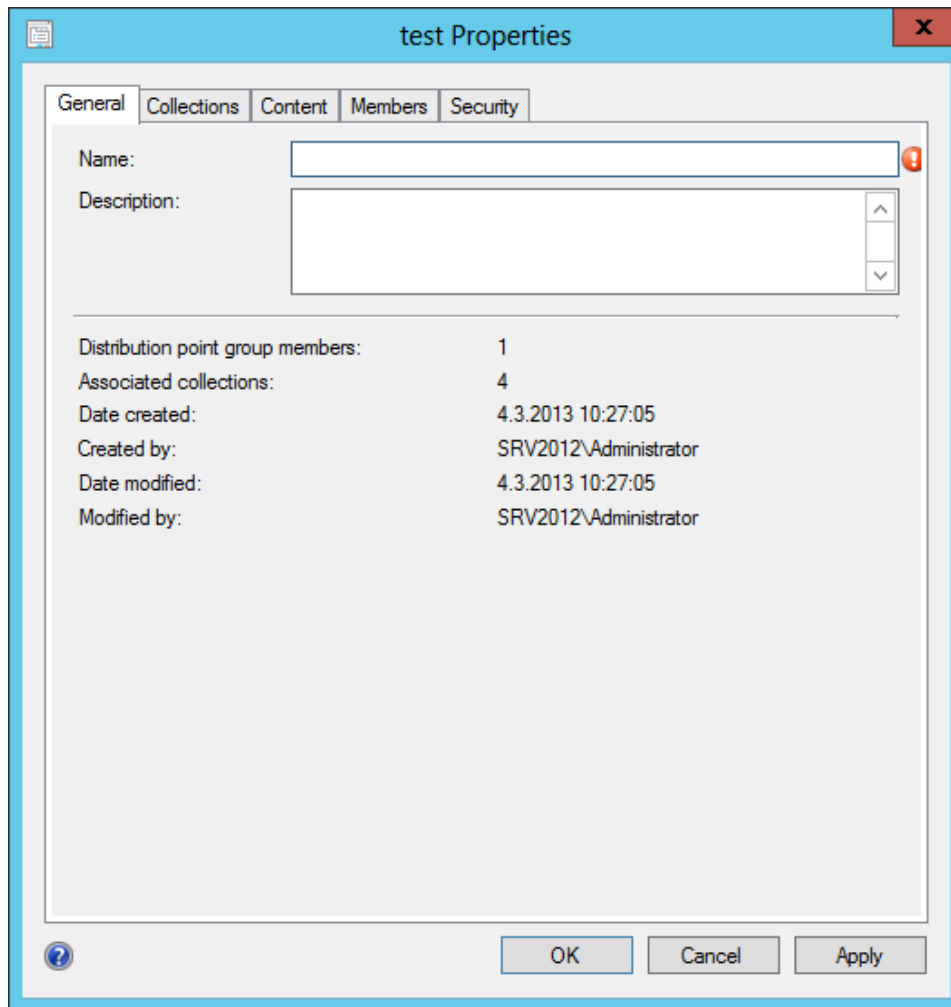 test Properties
x
General Collections Content Members Security
Name:
Description:
Distribution point group members: 1
Associated collections: 4
Date created: 4.3.2013 10:27:05
Created by: SRV2012\Administrator
Date modified: 4.3.2013 10:27:05
Modified by: SRV2012\Administrator
OK Cancel Apply